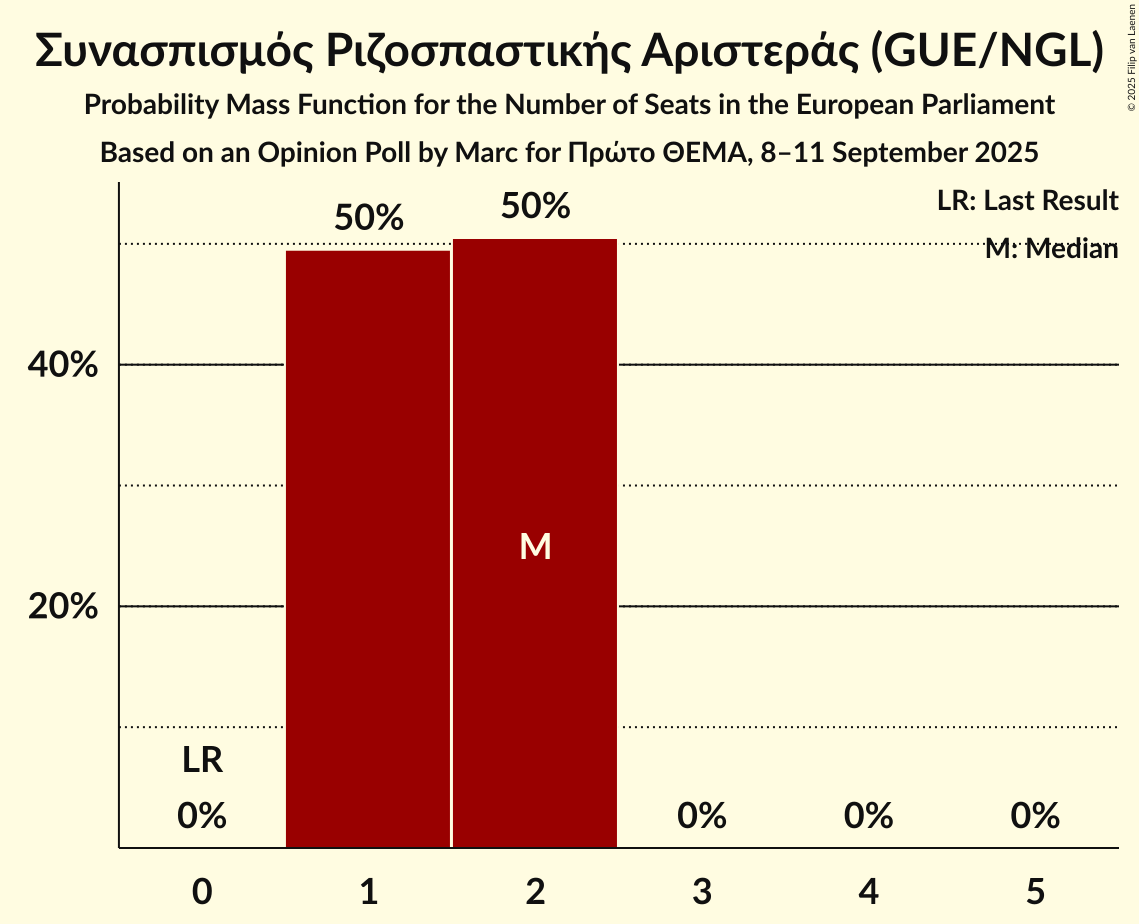 Συνασπισμός Ριζοσπαστικής Αριστεράς (GUE/NGL)
Probability Mass Function for the Number of Seats in the European Parliament
Based on an Opinion Poll by Marc for Πρώτο ΘΕΜΑ, 8–11 September 2025
© 2025 Filip van Laenen
LR: Last Result
M: Median
50%
50%
40%
20%
M
LR
0%
0%
0%
0%
0
1
2
3
4
5